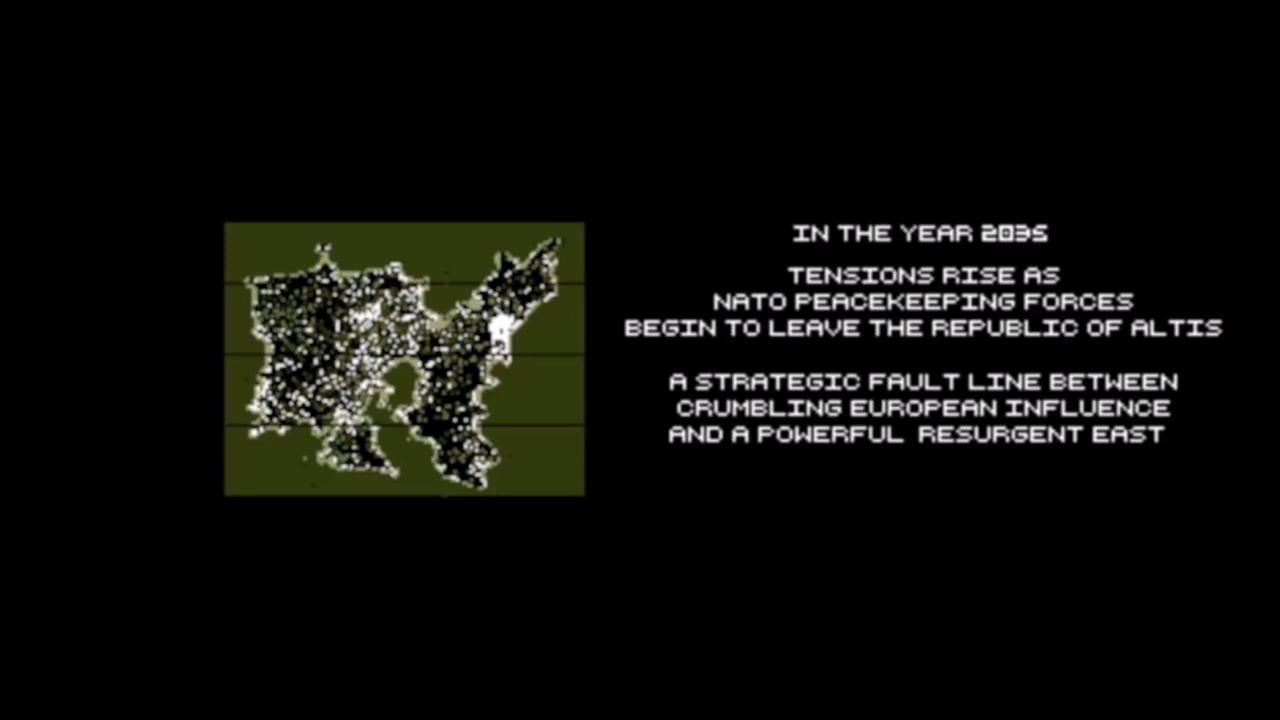 IN THE YEAR 2035
TENSIONS RISE AS
NATO PEACEKEEPING FORCES
BEGIN TO LEAVE THE REPUBLIC OF ALTIS
A STRATEGIC FAULT LINE BETWEEN
CRUMBLING EUROPEAN INFLUENCE
AND A POWERFUL RESURGENT EAST